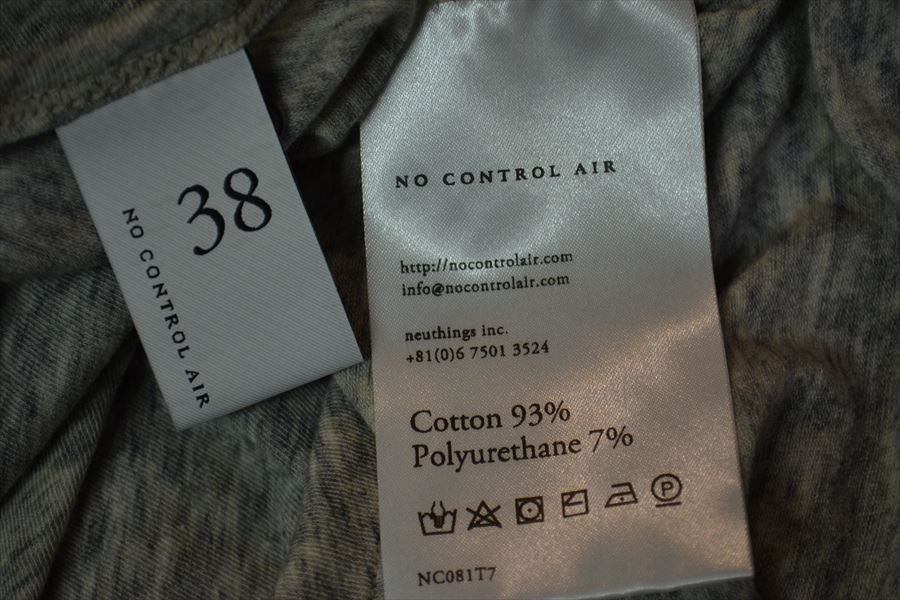 38
NO CONTROL AIR
NO CONTROL AIR
http://nocontrolair.com
info@nocontrolair.com
neuthings inc.
+81(0)6 7501 3524
Cotton 93%
Polyurethane 7%
P
NC081T7